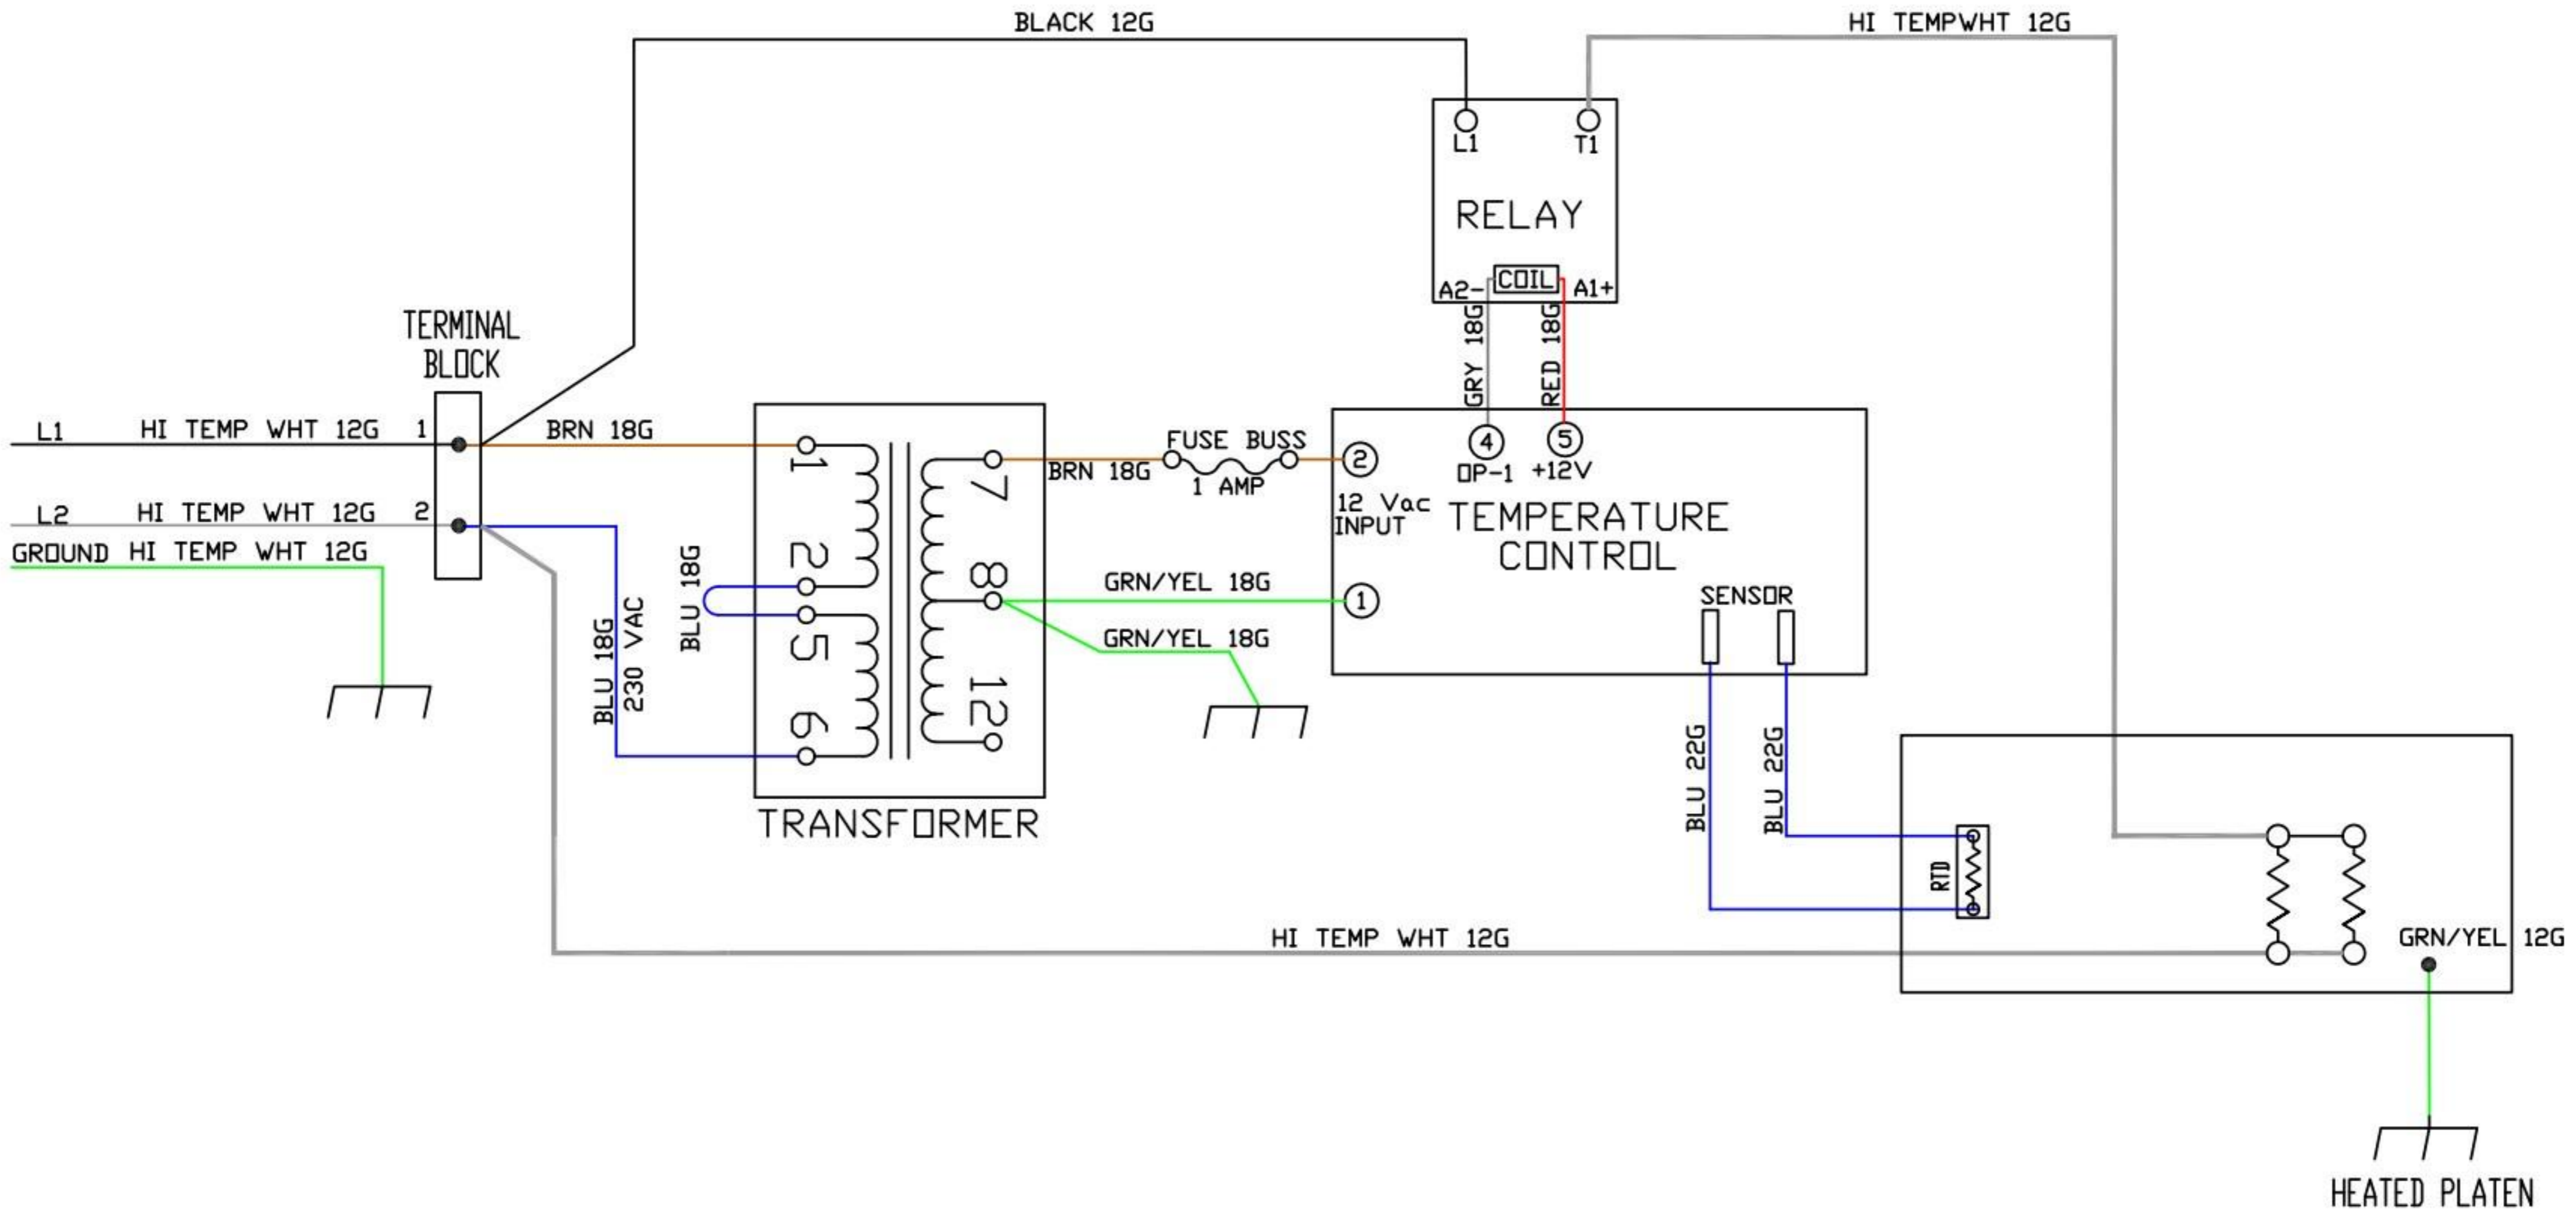 BLACK 12G
HI TEMPWHT 12G
L1
T1
RELAY
COIL
A2-
A1+
GRY 18G
RED 18G
TERMINAL
BLOCK
L1
HI TEMP WHT 12G
1
BRN 18G
L2
HI TEMP WHT 12G
2
GROUND
HI TEMP WHT 12G
BLU 18G
230 VAC
BLU 18G
1
2
5
6
7
8
12
TRANSFORMER
BRN 18G
FUSE BUSS
1 AMP
GRN/YEL 18G
GRN/YEL 18G
2
12 Vac
INPUT
1
4
OP-1
5
+12V
TEMPERATURE
CONTROL
SENSOR
BLU 22G
BLU 22G
RTD
HI TEMP WHT 12G
GRN/YEL 12G
HEATED PLATEN